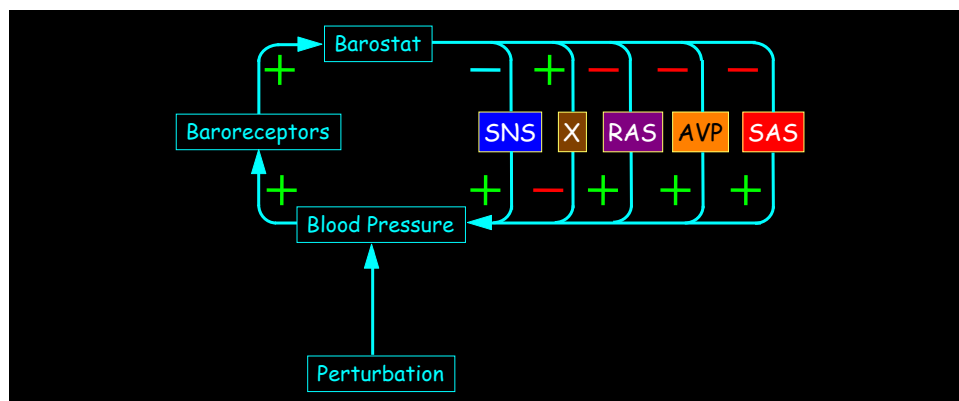 Barostat
+ − + − − −
Baroreceptors SNS X RAS AVP SAS
+ + − + + +
Blood Pressure
Perturbation